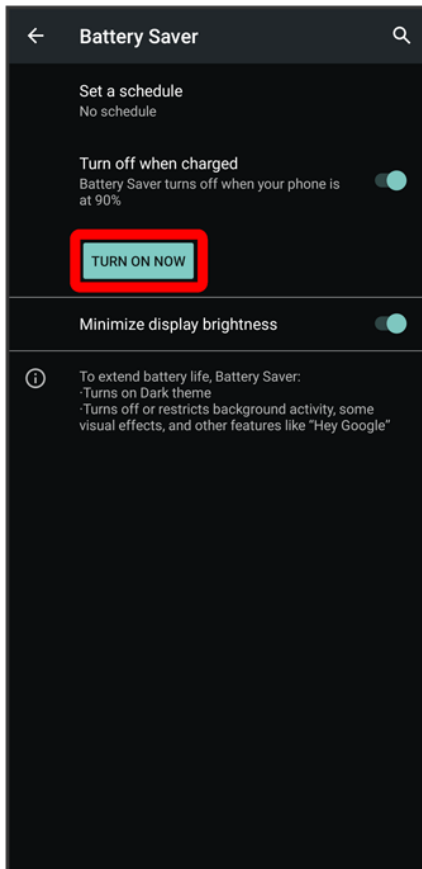 Battery Saver
Set a schedule
No schedule
Turn off when charged
Battery Saver turns off when your phone is
at 90%
TURN ON NOW
Minimize display brightness
To extend battery life, Battery Saver:
·Turns on Dark theme
·Turns off or restricts background activity, some
visual effects, and other features like “Hey Google”